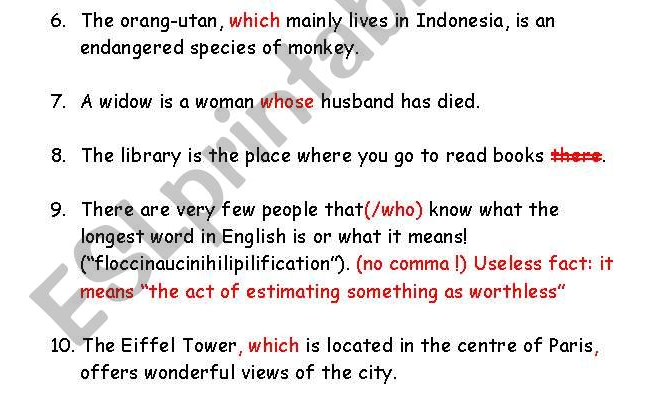 6. The orang-utan, which mainly lives in Indonesia, is an
endangered species of monkey.
7. A widow is a woman whose husband has died.
8. The library is the place where you go to read books there.
9. There are very few people that(/who) know what the
longest word in English is or what it means!
("floccinaucinihilipilification"). (no comma !) Useless fact: it
means "the act of estimating something as worthless"
10. The Eiffel Tower, which is located in the centre of Paris,
offers wonderful views of the city.
ESLprintab